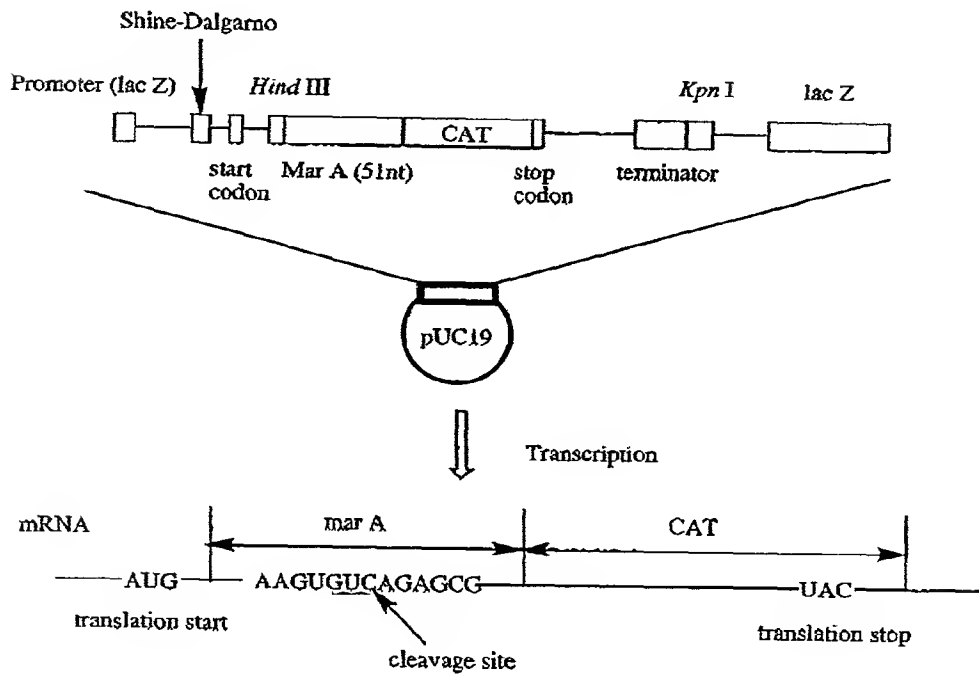 Shine-Dalgarno
Promoter (lac Z)
Hind III
Kpn I
lac Z
CAT
start codon
Mar A (51nt)
stop codon
terminator
pUC19
Transcription
mRNA
mar A
CAT
AUG
AAGUGUCAGAGCG
UAC
translation start
translation stop
cleavage site